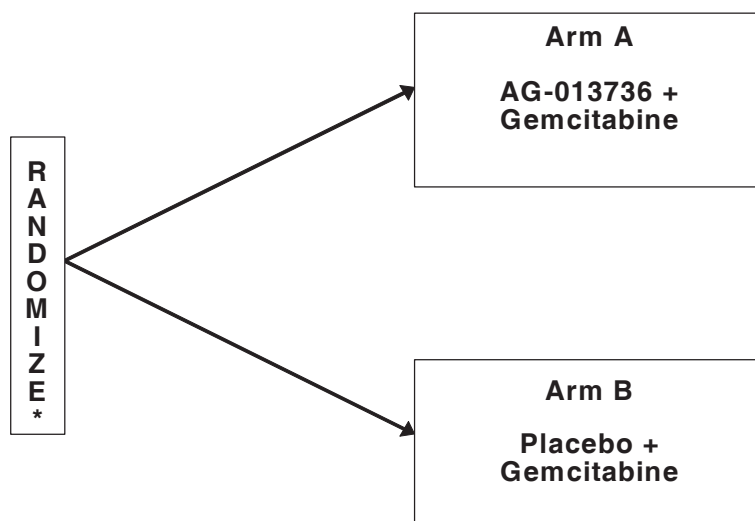 Arm A
AG-013736 +
Gemcitabine
R
A
N
D
O
M
I
Z
E
*
Arm B
Placebo +
Gemcitabine